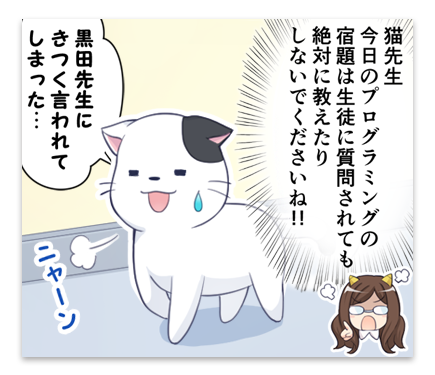 猫先生
今日のプログラミングの
宿題は生徒に質問されても
絶対に教えたり
しないでくださいね!!
黒田先生に
きつく言われて
しまった…
ニャーン